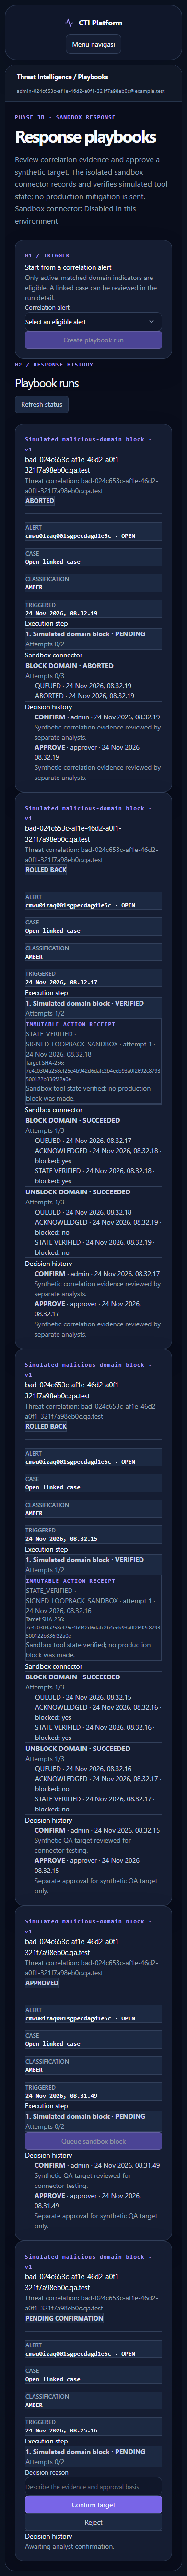 CTI Platform
Menu navigasi
Threat Intelligence / Playbooks
admin-024c653c-af1e-46d2-a0f1-321f7a98eb0c@example.test
PHASE 3B · SANDBOX RESPONSE
Response playbooks
Review correlation evidence and approve a
synthetic target. The isolated sandbox
connector records and verifies simulated tool
state; no production mitigation is sent.
Sandbox connector: Disabled in this
environment
01 / TRIGGER
Start from a correlation alert
Only active, matched domain indicators are
eligible. A linked case can be reviewed in the
run detail.
Correlation alert
Select an eligible alert
Create playbook run
02 / RESPONSE HISTORY
Playbook runs
Refresh status
Simulated malicious-domain block ·
v1
bad-024c653c-af1e-46d2-a0f1-
321f7a98eb0c.qa.test
Threat correlation: bad-024c653c-af1e-46d2-
a0f1-321f7a98eb0c.qa.test
ABORTED
ALERT
cmwu0izaq001sgpecdagd1e5c · OPEN
CASE
Open linked case
CLASSIFICATION
AMBER
TRIGGERED
24 Nov 2026, 08.32.19
Execution step
1. Simulated domain block · PENDING
Attempts 0/2
Sandbox connector
BLOCK DOMAIN · ABORTED
Attempts 0/3
QUEUED · 24 Nov 2026, 08.32.19
ABORTED · 24 Nov 2026, 08.32.19
Decision history
CONFIRM · admin · 24 Nov 2026, 08.32.19
Synthetic correlation evidence reviewed by
separate analysts.
APPROVE · approver · 24 Nov 2026,
08.32.19
Synthetic correlation evidence reviewed by
separate analysts.
Simulated malicious-domain block ·
v1
bad-024c653c-af1e-46d2-a0f1-
321f7a98eb0c.qa.test
Threat correlation: bad-024c653c-af1e-46d2-
a0f1-321f7a98eb0c.qa.test
ROLLED BACK
ALERT
cmwu0izaq001sgpecdagd1e5c · OPEN
CASE
Open linked case
CLASSIFICATION
AMBER
TRIGGERED
24 Nov 2026, 08.32.17
Execution step
1. Simulated domain block · VERIFIED
Attempts 1/2
IMMUTABLE ACTION RECEIPT
STATE_VERIFIED ·
SIGNED_LOOPBACK_SANDBOX · attempt 1 ·
24 Nov 2026, 08.32.18
Target SHA-256:
Sandbox tool state verified; no production
block was made.
Sandbox connector
BLOCK DOMAIN · SUCCEEDED
Attempts 1/3
QUEUED · 24 Nov 2026, 08.32.17
ACKNOWLEDGED · 24 Nov 2026, 08.32.18 ·
blocked: yes
STATE VERIFIED · 24 Nov 2026, 08.32.18 ·
blocked: yes
UNBLOCK DOMAIN · SUCCEEDED
Attempts 1/3
QUEUED · 24 Nov 2026, 08.32.18
ACKNOWLEDGED · 24 Nov 2026, 08.32.19 ·
blocked: no
STATE VERIFIED · 24 Nov 2026, 08.32.19 ·
blocked: no
Decision history
CONFIRM · admin · 24 Nov 2026, 08.32.17
Synthetic correlation evidence reviewed by
separate analysts.
APPROVE · approver · 24 Nov 2026,
08.32.17
Synthetic correlation evidence reviewed by
separate analysts.
Simulated malicious-domain block ·
v1
bad-024c653c-af1e-46d2-a0f1-
321f7a98eb0c.qa.test
Threat correlation: bad-024c653c-af1e-46d2-
a0f1-321f7a98eb0c.qa.test
ROLLED BACK
ALERT
cmwu0izaq001sgpecdagd1e5c · OPEN
CASE
Open linked case
CLASSIFICATION
AMBER
TRIGGERED
24 Nov 2026, 08.32.15
Execution step
1. Simulated domain block · VERIFIED
Attempts 1/2
IMMUTABLE ACTION RECEIPT
STATE_VERIFIED ·
SIGNED_LOOPBACK_SANDBOX · attempt 1 ·
24 Nov 2026, 08.32.16
Target SHA-256:
Sandbox tool state verified; no production
block was made.
Sandbox connector
BLOCK DOMAIN · SUCCEEDED
Attempts 1/3
QUEUED · 24 Nov 2026, 08.32.15
ACKNOWLEDGED · 24 Nov 2026, 08.32.16 ·
blocked: yes
STATE VERIFIED · 24 Nov 2026, 08.32.16 ·
blocked: yes
UNBLOCK DOMAIN · SUCCEEDED
Attempts 1/3
QUEUED · 24 Nov 2026, 08.32.16
ACKNOWLEDGED · 24 Nov 2026, 08.32.17 ·
blocked: no
STATE VERIFIED · 24 Nov 2026, 08.32.17 ·
blocked: no
Decision history
CONFIRM · admin · 24 Nov 2026, 08.32.15
Synthetic QA target reviewed for
connector testing.
APPROVE · approver · 24 Nov 2026,
08.32.15
Separate approval for synthetic QA target
only.
Simulated malicious-domain block ·
v1
bad-024c653c-af1e-46d2-a0f1-
321f7a98eb0c.qa.test
Threat correlation: bad-024c653c-af1e-46d2-
a0f1-321f7a98eb0c.qa.test
APPROVED
ALERT
cmwu0izaq001sgpecdagd1e5c · OPEN
CASE
Open linked case
CLASSIFICATION
AMBER
TRIGGERED
24 Nov 2026, 08.31.49
Execution step
1. Simulated domain block · PENDING
Attempts 0/2
Queue sandbox block
Decision history
CONFIRM · admin · 24 Nov 2026, 08.31.49
Synthetic QA target reviewed for
connector testing.
APPROVE · approver · 24 Nov 2026,
08.31.49
Separate approval for synthetic QA target
only.
Simulated malicious-domain block ·
v1
bad-024c653c-af1e-46d2-a0f1-
321f7a98eb0c.qa.test
Threat correlation: bad-024c653c-af1e-46d2-
a0f1-321f7a98eb0c.qa.test
PENDING CONFIRMATION
ALERT
cmwu0izaq001sgpecdagd1e5c · OPEN
CASE
Open linked case
CLASSIFICATION
AMBER
TRIGGERED
24 Nov 2026, 08.25.16
Execution step
1. Simulated domain block · PENDING
Attempts 0/2
Decision reason
Describe the evidence and approval basis
Confirm target
Reject
Decision history
Awaiting analyst confirmation.